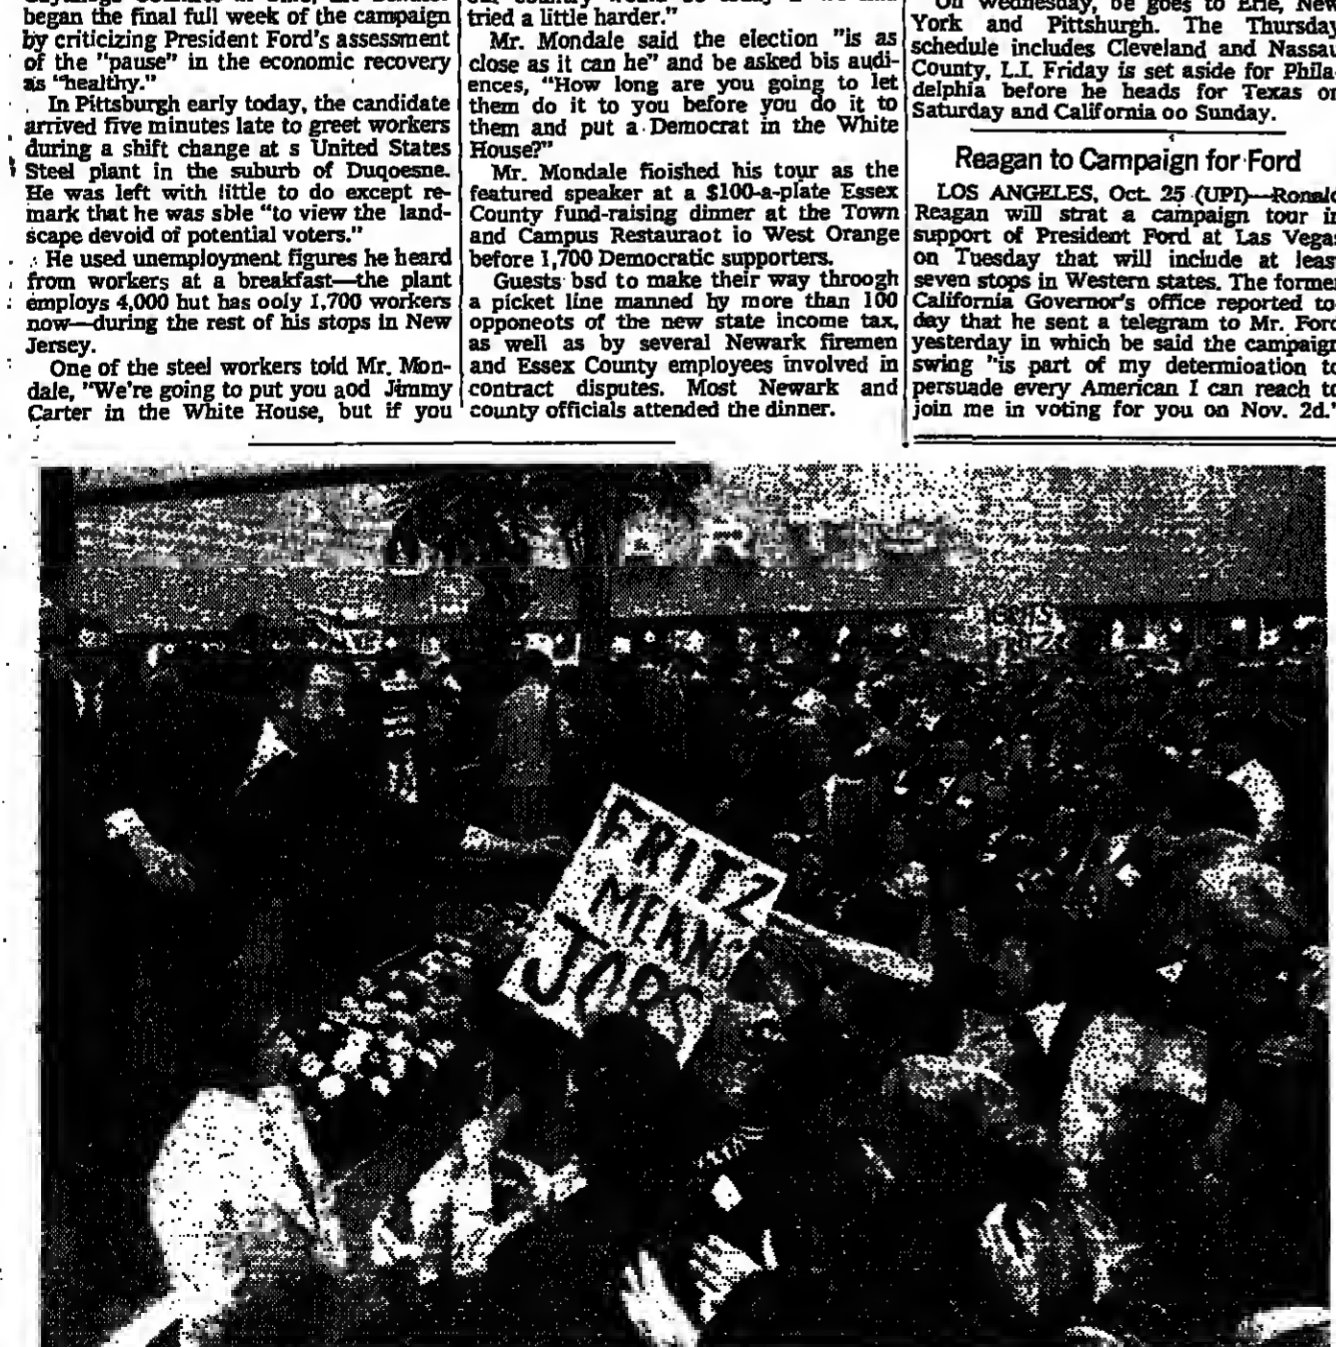 began the final full week of the campaign
by criticizing President Ford's assessment
of the "pause" in the economic recovery
as "healthy."
In Pittsburgh early today, the candidate
arrived five minutes late to greet workers
during a shift change at s United States
Steel plant in the suburb of Duqoesne.
He was left with little to do except re-
mark that he was sble "to view the land-
scape devoid of potential voters."
He used unemployment figures he heard
from workers at a breakfast—the plant
employs 4,000 hut has ooly 1,700 workers
now—during the rest of his stops in New
Jersey.
One of the steel workers told Mr. Mon-
dale, "We're going to put you aod Jimmy
Carter in the White House, but if you
tried a little harder."
Mr. Mondale said the election "is as
close as it can he" and be asked bis audi-
ences, "How long are you going to let
them do it to you before you do it to
them and put a Democrat in the White
House?"
Mr. Mondale fioished his tour as the
featured speaker at a $100-a-plate Essex
County fund-raising dinner at the Town
and Campus Restauraot io West Orange
before 1,700 Democratic supporters.
Guests bsd to make their way throogh
a picket line manned hy more than 100
opponeots of the new state income tax,
as well as by several Newark firemen
and Essex County employees involved in
contract disputes. Most Newark and
county officials attended the dinner.
On Wednesday, be goes to Erie, New
York and Pittsburgh. The Thursday
schedule includes Cleveland and Nassau
County, L.I. Friday is set aside for Phila-
delphia before he heads for Texas on
Saturday and California oo Sunday.
Reagan to Campaign for Ford
LOS ANGELES, Oct. 25 (UPI)—Ronald
Reagan will strat a campaign tour in
support of President Ford at Las Vegas
on Tuesday that will include at least
seven stops in Western states. The former
California Governor's office reported to-
day that he sent a telegram to Mr. Ford
yesterday in which be said the campaign
swing "is part of my determioation to
persuade every American I can reach to
join me in voting for you on Nov. 2d."
FRITZ
MEANS
JOBS